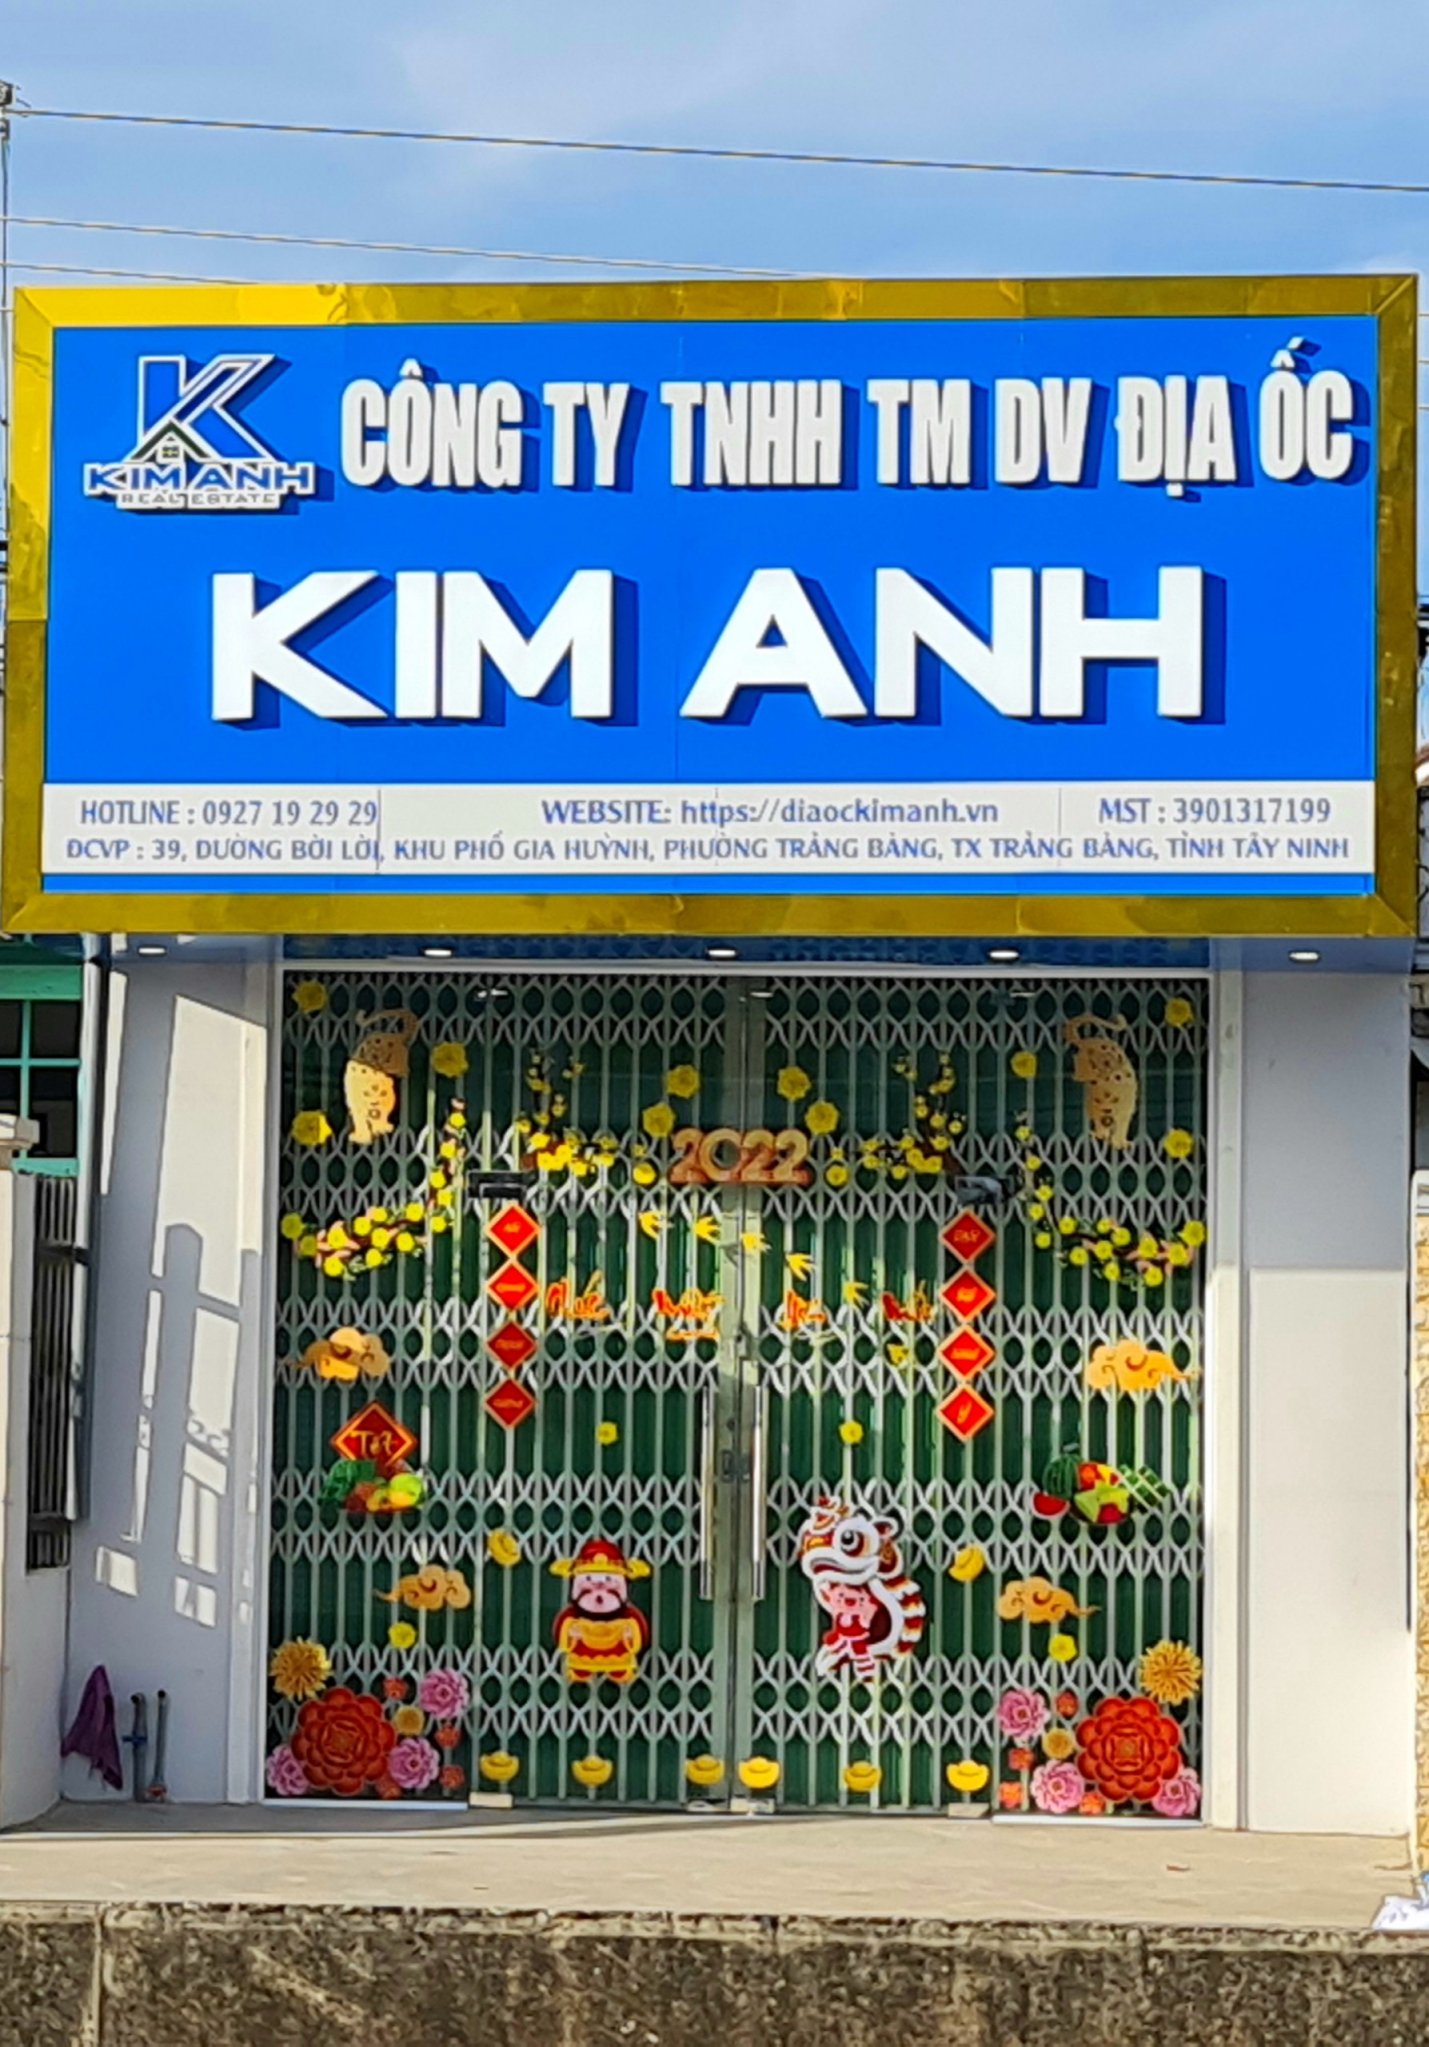 K
KIM ANH
REAL ESTATE
CÔNG TY TNHH TM DV ĐỊA ỐC
KIM ANH
HOTLINE : 0927 19 29 29 WEBSITE: https://diaockimanh.vn MST : 3901317199
ĐCVP : 39, ĐƯỜNG BỜI LỜI, KHU PHỐ GIA HUỲNH, PHƯỜNG TRẢNG BÀNG, TX TRẢNG BÀNG, TỈNH TÂY NINH
2022
Chúc
Tết
Ý